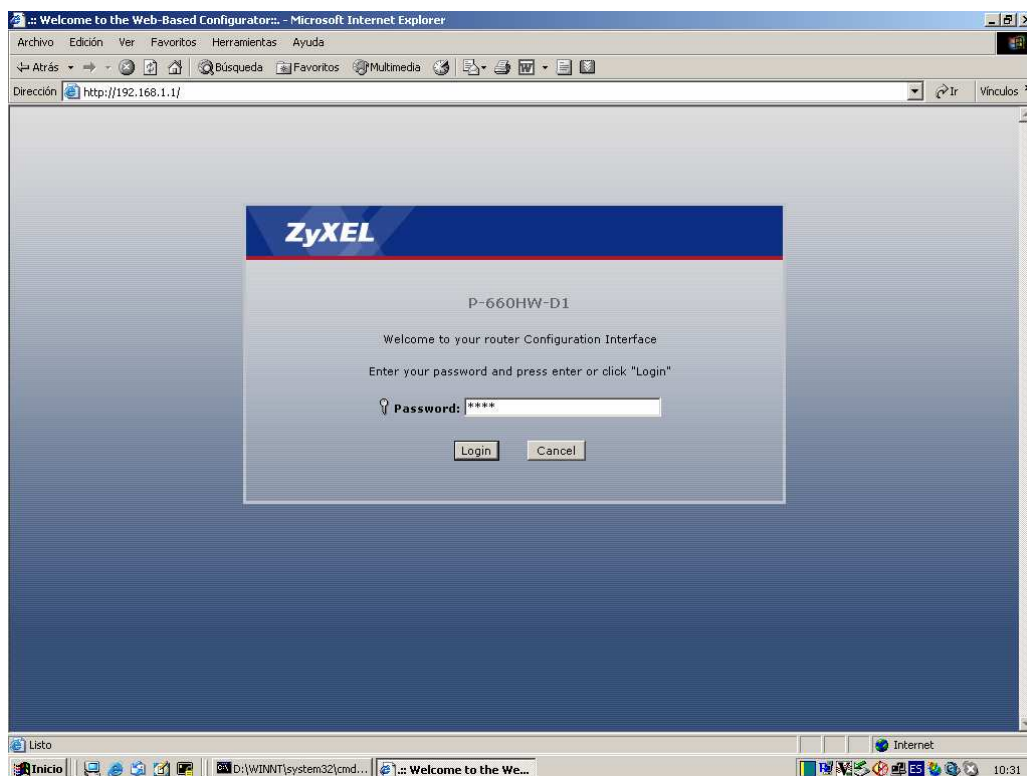 .:: Welcome to the Web-Based Configurator::. - Microsoft Internet Explorer
Archivo Edición Ver Favoritos Herramientas Ayuda
Atrás Búsqueda Favoritos Multimedia
Dirección http://192.168.1.1/ Ir Vínculos
ZyXEL
P-660HW-D1
Welcome to your router Configuration Interface
Enter your password and press enter or click "Login"
Password: ****
Login Cancel
Listo Internet
Inicio D:\WINNT\system32\cmd... .:: Welcome to the We... ES 10:31